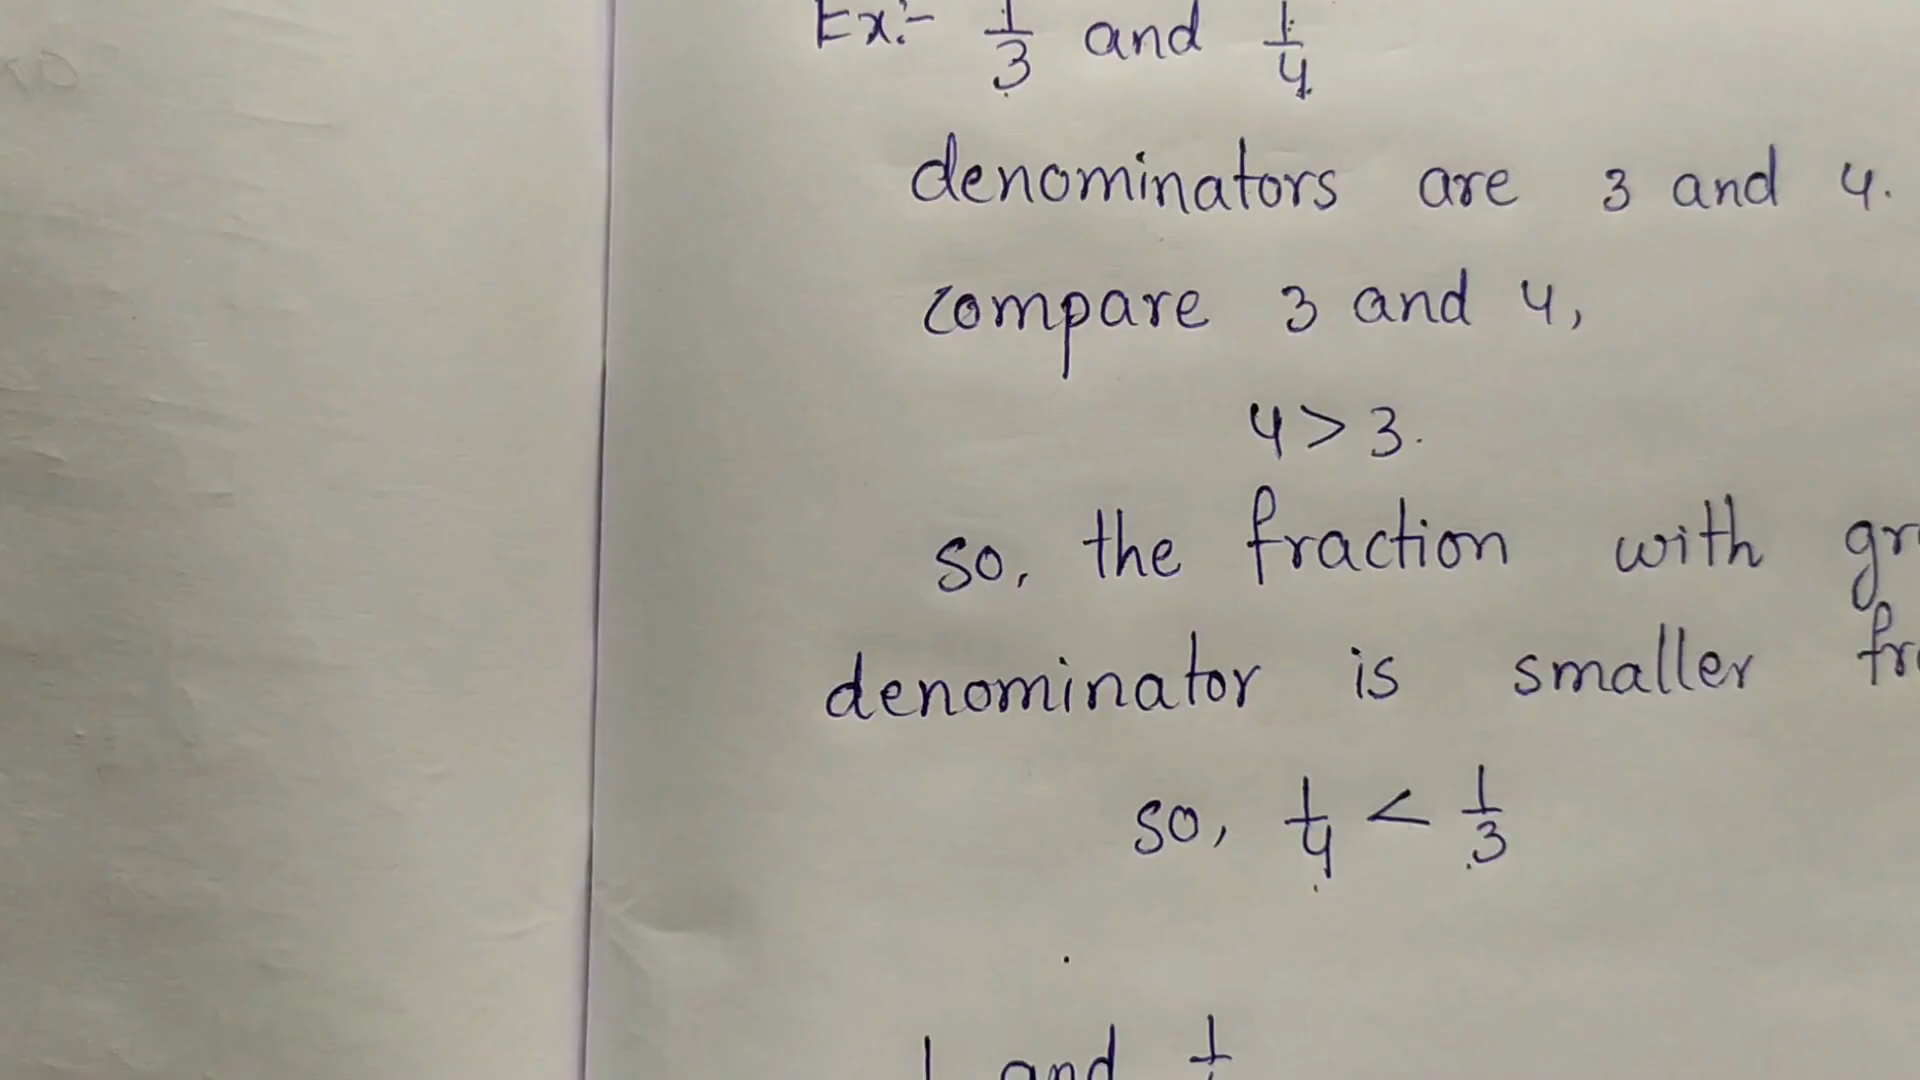 Ex:- 1/3 and 1/4
denominators are 3 and 4.
compare 3 and 4,
4 > 3.
so, the fraction with
denominator is smaller
so, 1/4 < 1/3
and